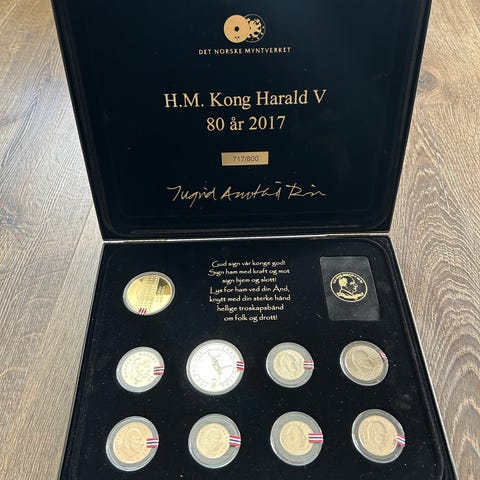 DET NORSKE MYNTVERKET
H.M. Kong Harald V
80 år 2017
717/800
Gud sign vår konge god!
Sign ham med kraft og mot
sign hjem og slott!
Lys for ham ved din Ånd,
knytt med din sterke hånd
hellige troskapsbånd
om folk og drott!